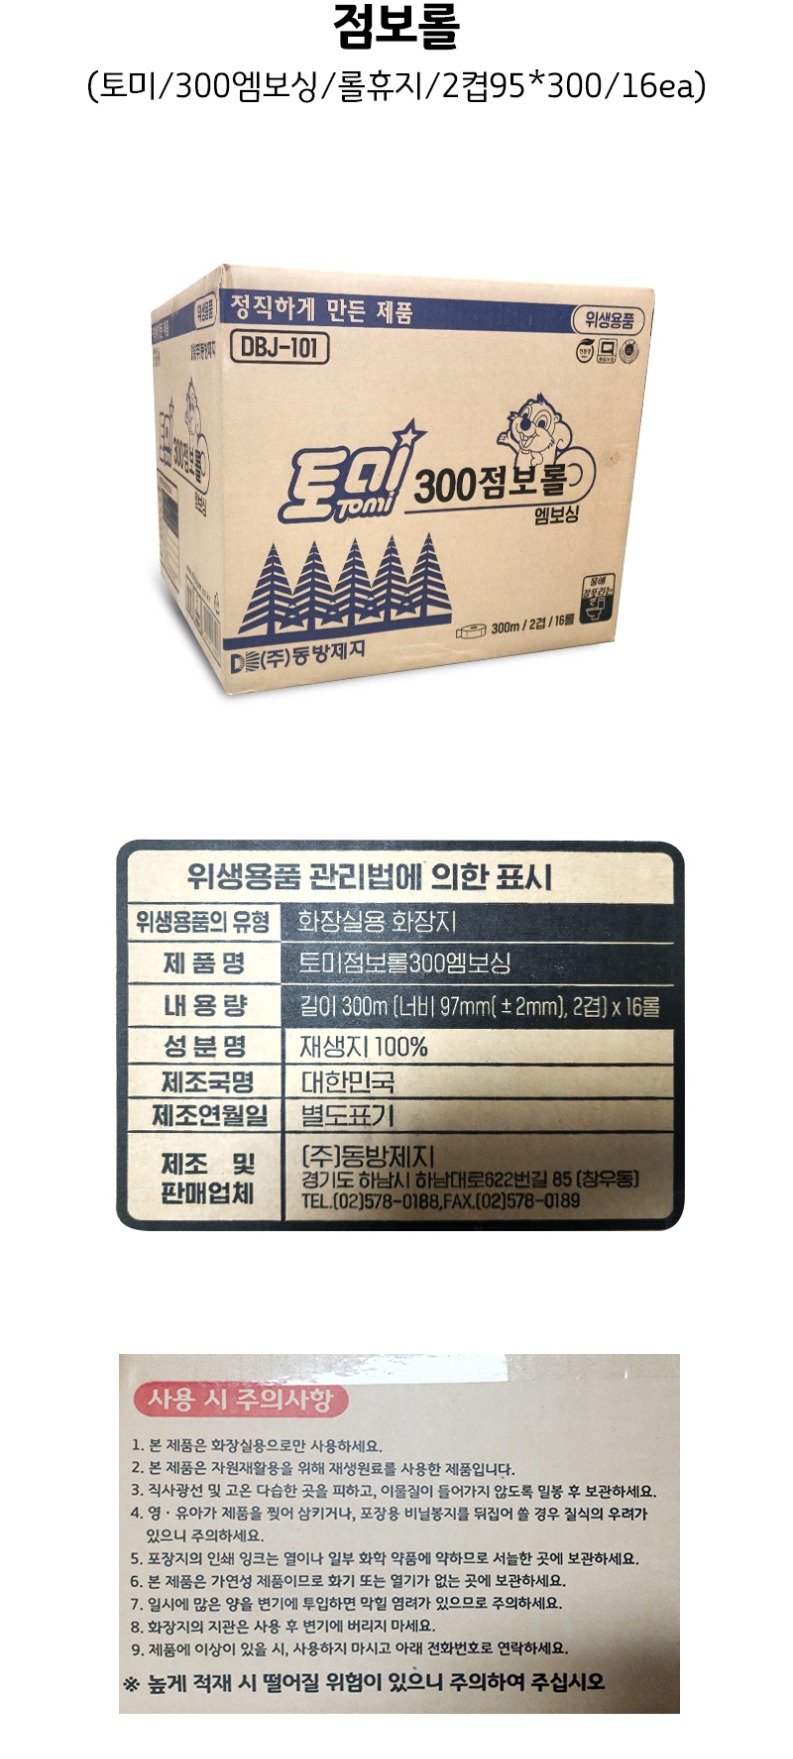 점보롤
(토미/300엠보싱/롤휴지/2켭95*300/16ea)
정직하게 만든 제품
위생용품
DBJ-101
토미
Tomi
300점보롤
엠보싱
물에
300m / 2겹 / 16롤
(주)동방제지
위생용품 관리법에 의한 표시
위생용품의 유형 화장실용 화장지
제품명 토미점보롤300엠보싱
내용량 길이 300m (너비 97mm(±2mm), 2겹) x 16롤
성분명 재생지 100%
제조국명 대한민국
제조연월일 별도표기
제조 및 판매업체 (주)동방제지
경기도 하남시 하남대로622번길 85 (창우동)
TEL.(02)578-0188,FAX.(02)578-0189
사용 시 주의사항
1. 본 제품은 화장실용으로만 사용하세요.
2. 본 제품은 자원재활용을 위해 재생원료를 사용한 제품입니다.
3. 직사광선 및 고온 다습한 곳을 피하고, 이물질이 들어가지 않도록 밀봉 후 보관하세요.
4. 영·유아가 제품을 찢어 삼키거나, 포장용 비닐봉지를 뒤집어 쓸 경우 질식의 우려가
있으니 주의하세요.
5. 포장지의 인쇄 잉크는 열이나 일부 화학 약품에 약하므로 서늘한 곳에 보관하세요.
6. 본 제품은 가연성 제품이므로 화기 또는 열기가 없는 곳에 보관하세요.
7. 일시에 많은 양을 변기에 투입하면 막힐 염려가 있으므로 주의하세요.
8. 화장지의 지관은 사용 후 변기에 버리지 마세요.
9. 제품에 이상이 있을 시, 사용하지 마시고 아래 전화번호로 연락하세요.
※ 높게 적재 시 떨어질 위험이 있으니 주의하여 주십시오